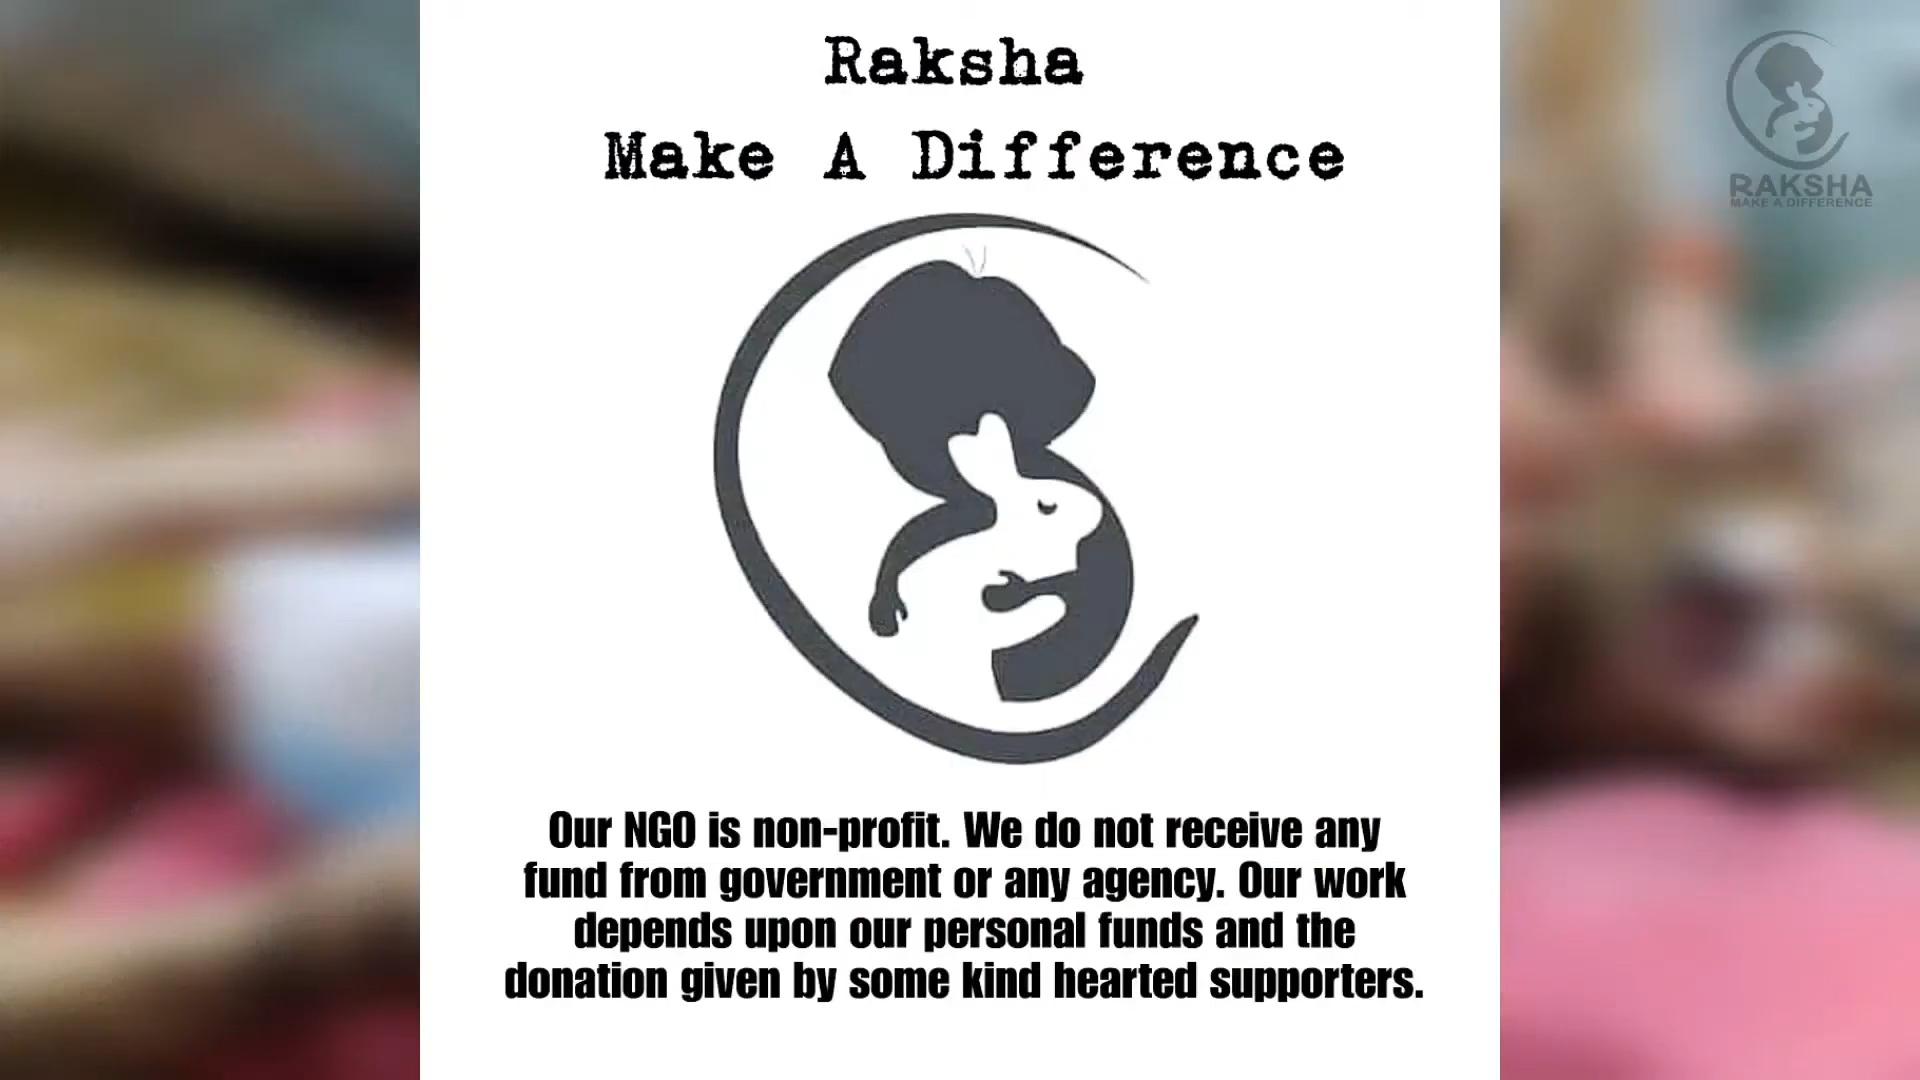 Raksha
Make A Difference
RAKSHA
MAKE A DIFFERENCE
Our NGO is non-profit. We do not receive any
fund from government or any agency. Our work
depends upon our personal funds and the
donation given by some kind hearted supporters.